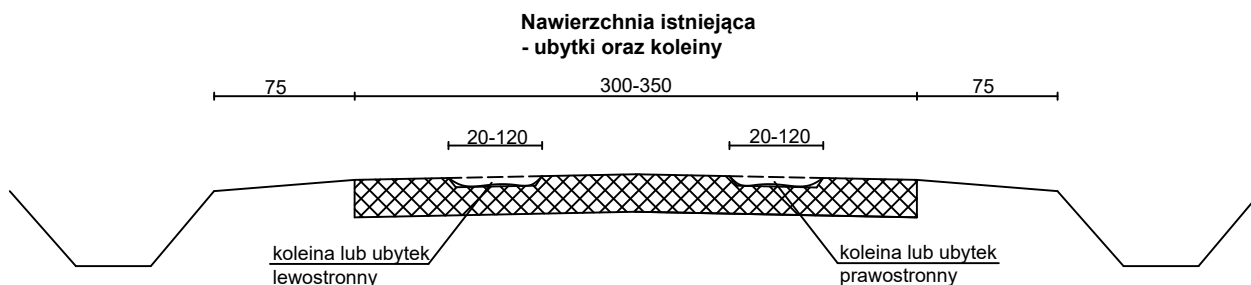 Nawierzchnia istniejąca
- ubytki oraz koleiny
75
300-350
75
20-120
20-120
koleina lub ubytek
lewostronny
koleina lub ubytek
prawostronny